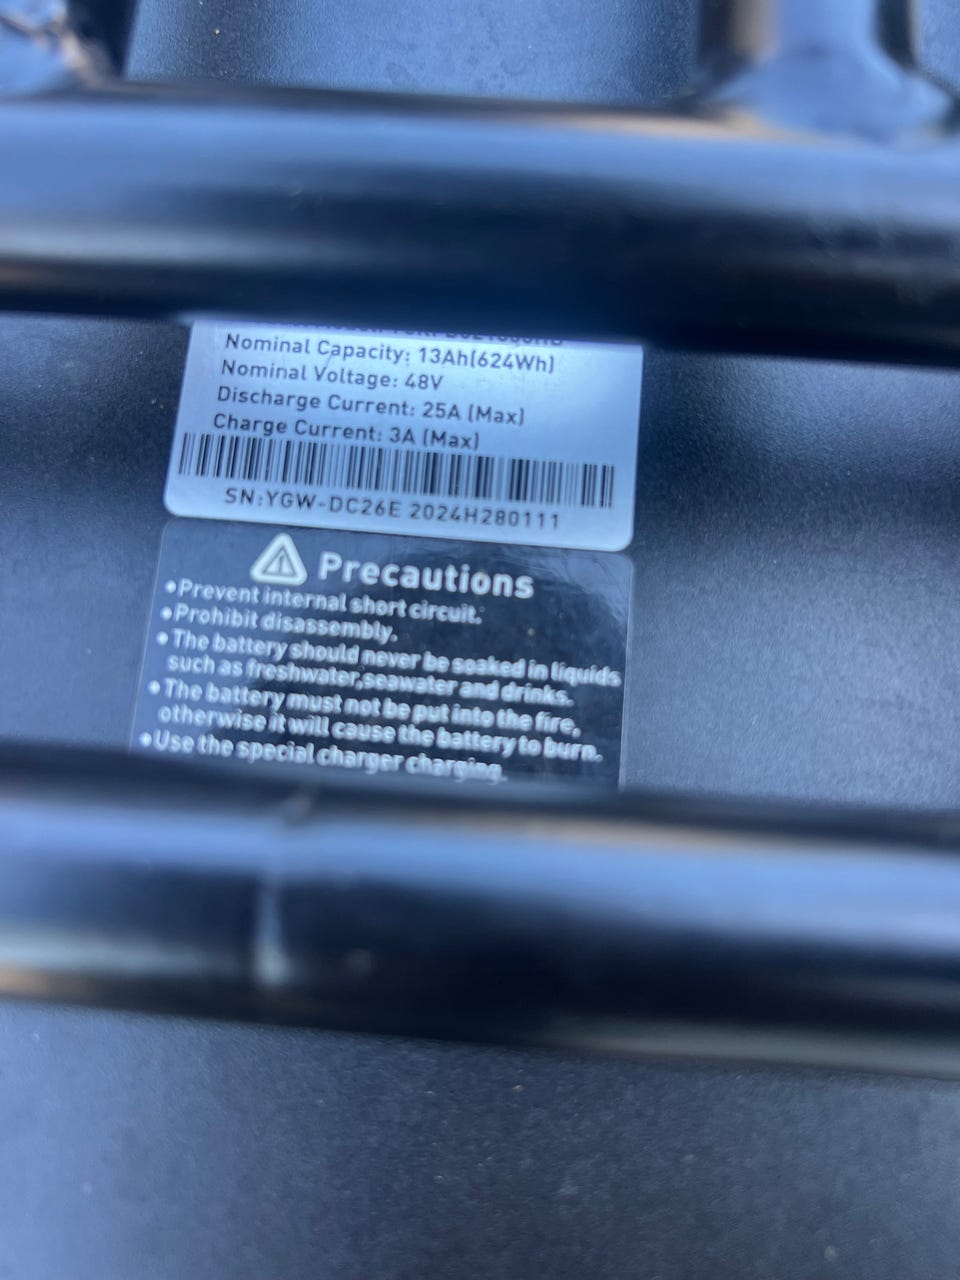 Nominal Capacity: 13Ah(624Wh)
Nominal Voltage: 48V
Discharge Current: 25A (Max)
Charge Current: 3A (Max)
SN:YGW-DC26E 2024H280111
Precautions
•Prevent internal short circuit.
•Prohibit disassembly.
•The battery should never be soaked in liquids
such as freshwater,seawater and drinks.
•The battery must not be put into the fire,
otherwise it will cause the battery to burn.
•Use the special charger charging.